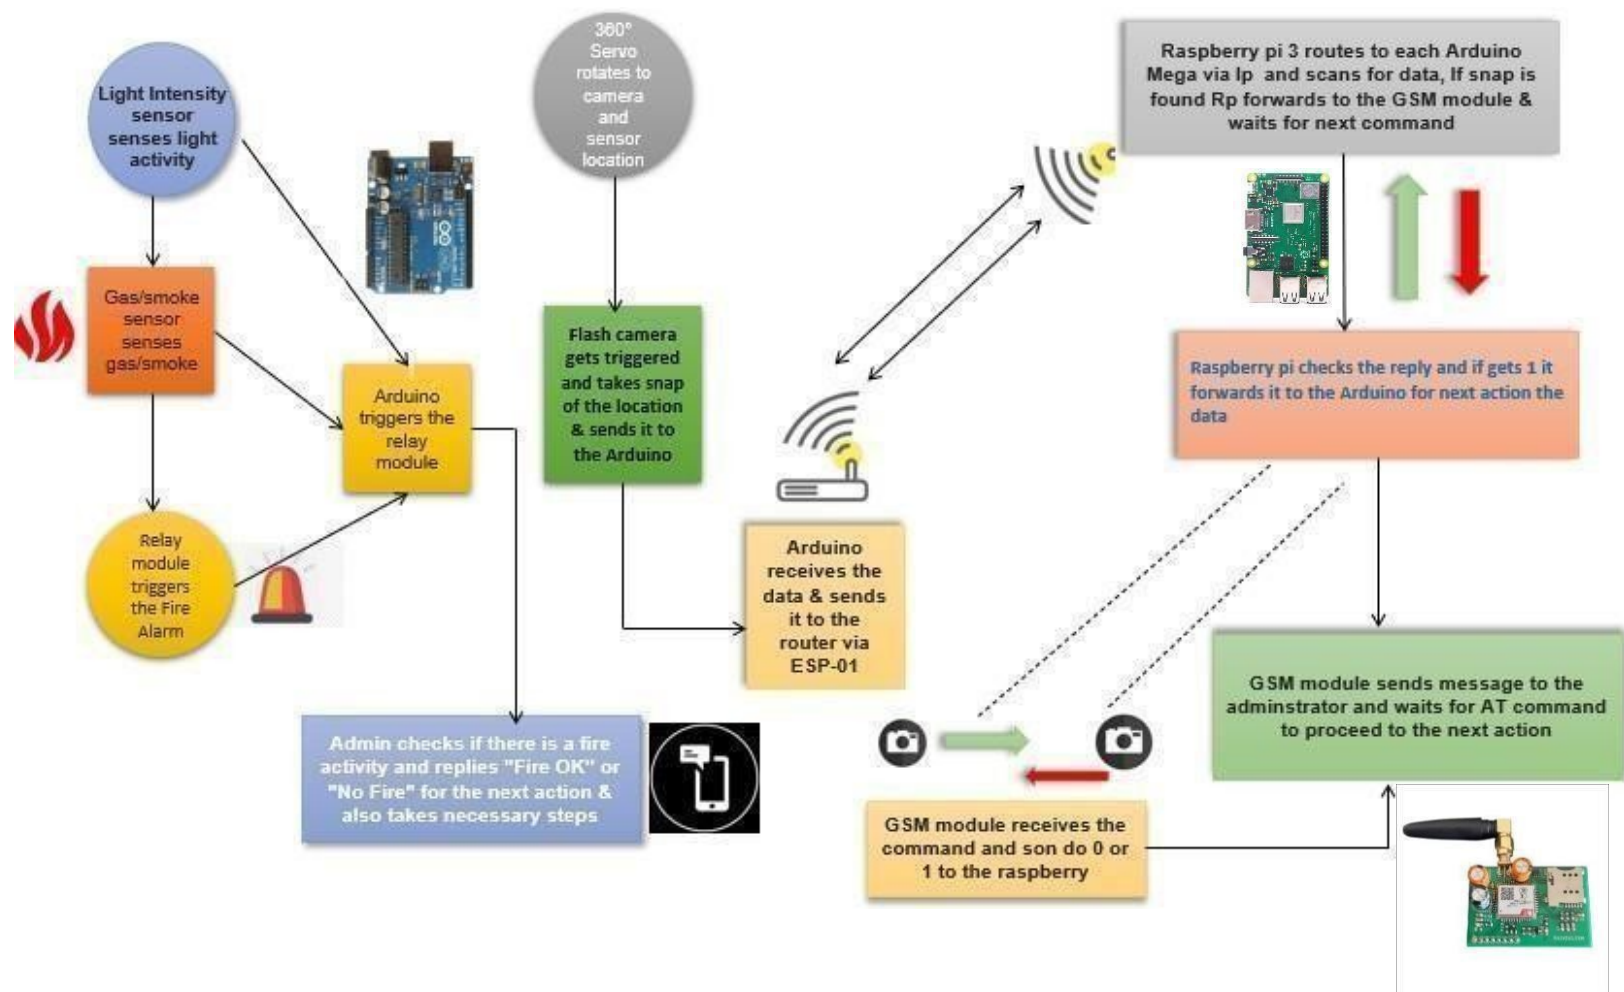 Light Intensity
sensor
senses light
activity
Gas/smoke
sensor
senses
gas/smoke
Relay
module
triggers
the Fire
Alarm
Arduino
triggers the
relay
module
Admin checks if there is a fire
activity and replies "Fire OK" or
"No Fire" for the next action &
also takes necessary steps
360°
Servo
rotates to
camera
and
sensor
location
Flash camera
gets triggered
and takes snap
of the location
& sends it to
the Arduino
Arduino
receives the
data & sends
it to the
router via
ESP-01
Raspberry pi 3 routes to each Arduino
Mega via Ip and scans for data, If snap is
found Rp forwards to the GSM module &
waits for next command
Raspberry pi checks the reply and if gets 1 it
forwards it to the Arduino for next action the
data
GSM module sends message to the
adminstrator and waits for AT command
to proceed to the next action
GSM module receives the
command and son do 0 or
1 to the raspberry